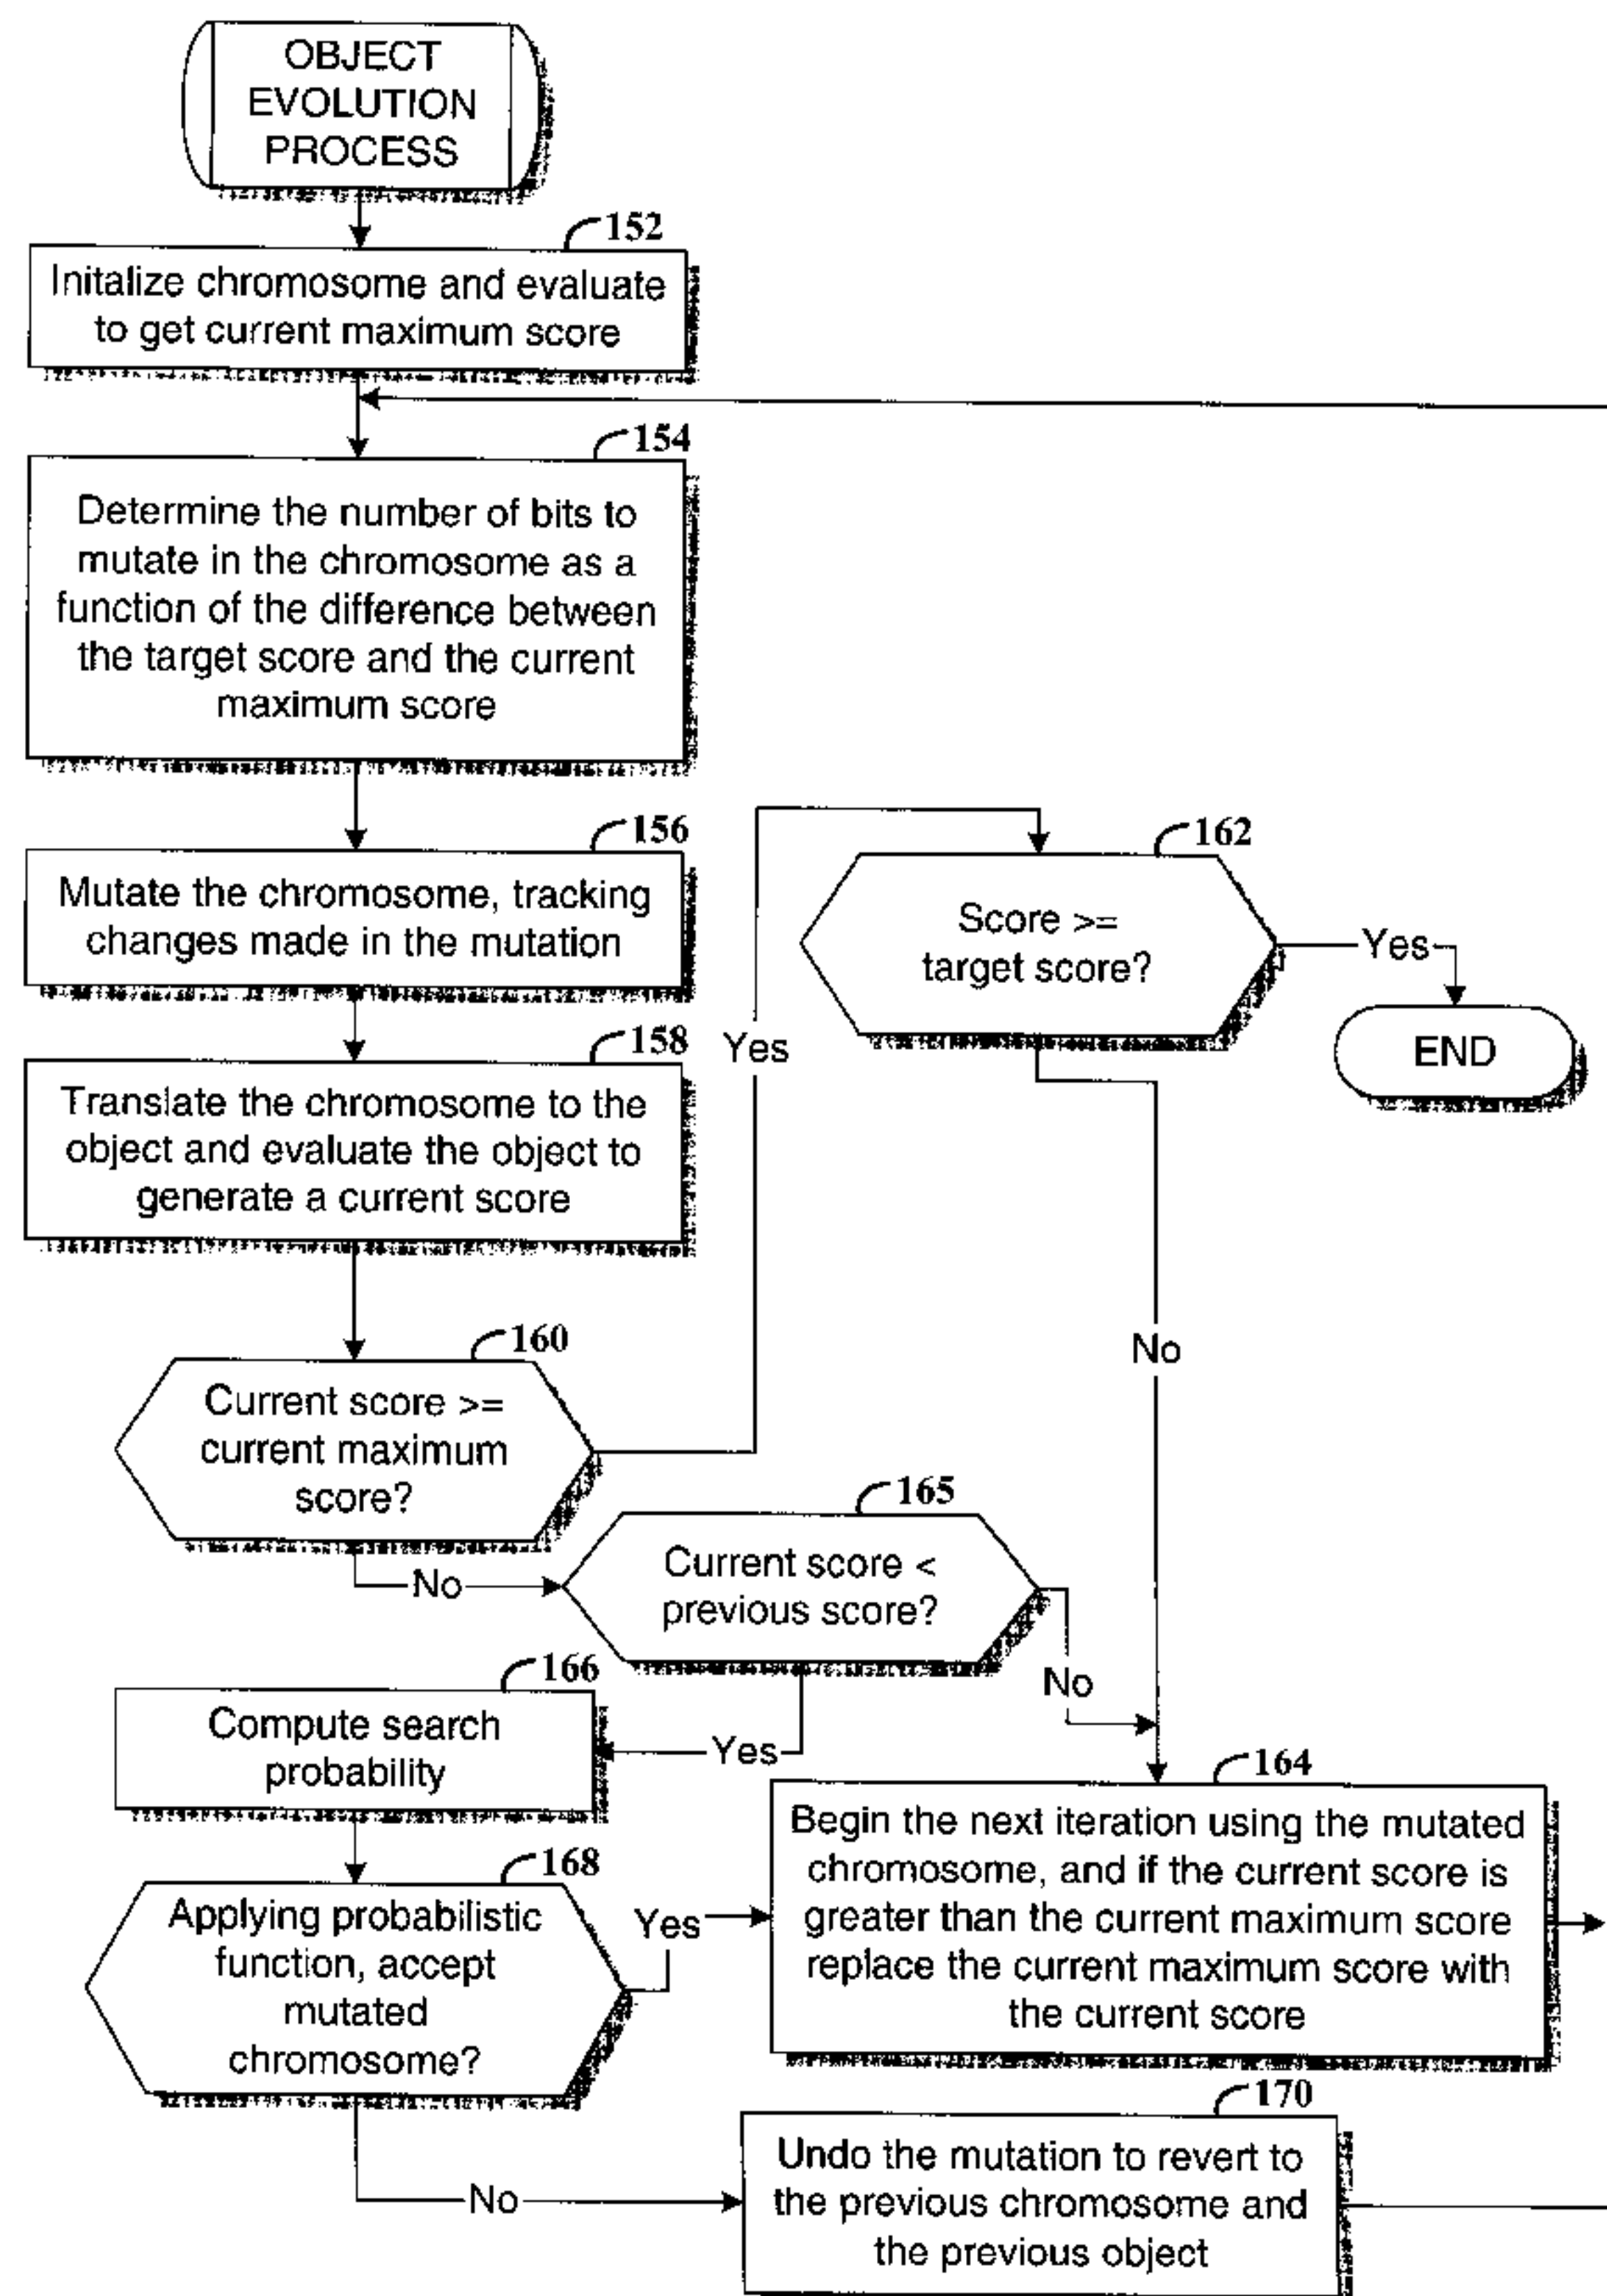 OBJECT
EVOLUTION
PROCESS
152
Initalize chromosome and evaluate
to get current maximum score
154
Determine the number of bits to
mutate in the chromosome as a
function of the difference between
the target score and the current
maximum score
156
Mutate the chromosome, tracking
changes made in the mutation
158
Translate the chromosome to the
object and evaluate the object to
generate a current score
160
Current score >=
current maximum
score?
Yes
162
Score >=
target score?
Yes
END
No
No
165
Current score <
previous score?
No
Yes
166
Compute search
probability
168
Applying probabilistic
function, accept
mutated
chromosome?
Yes
164
Begin the next iteration using the mutated
chromosome, and if the current score is
greater than the current maximum score
replace the current maximum score with
the current score
No
170
Undo the mutation to revert to
the previous chromosome and
the previous object